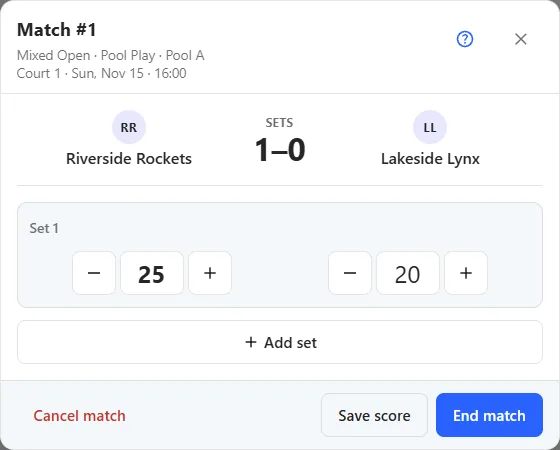 Match #1
Mixed Open · Pool Play · Pool A
Court 1 · Sun, Nov 15 · 16:00
RR
Riverside Rockets
SETS
1–0
LL
Lakeside Lynx
Set 1
− 25 + − 20 +
+ Add set
Cancel match Save score End match